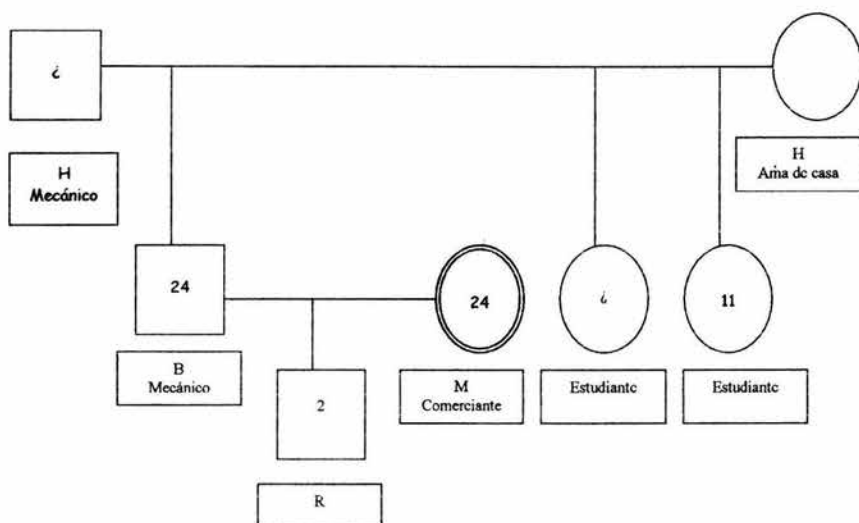 ¿
H
Mecánico
H
Ama de casa
24
24
¿
11
B
Mecánico
M
Comerciante
Estudiante
Estudiante
2
R